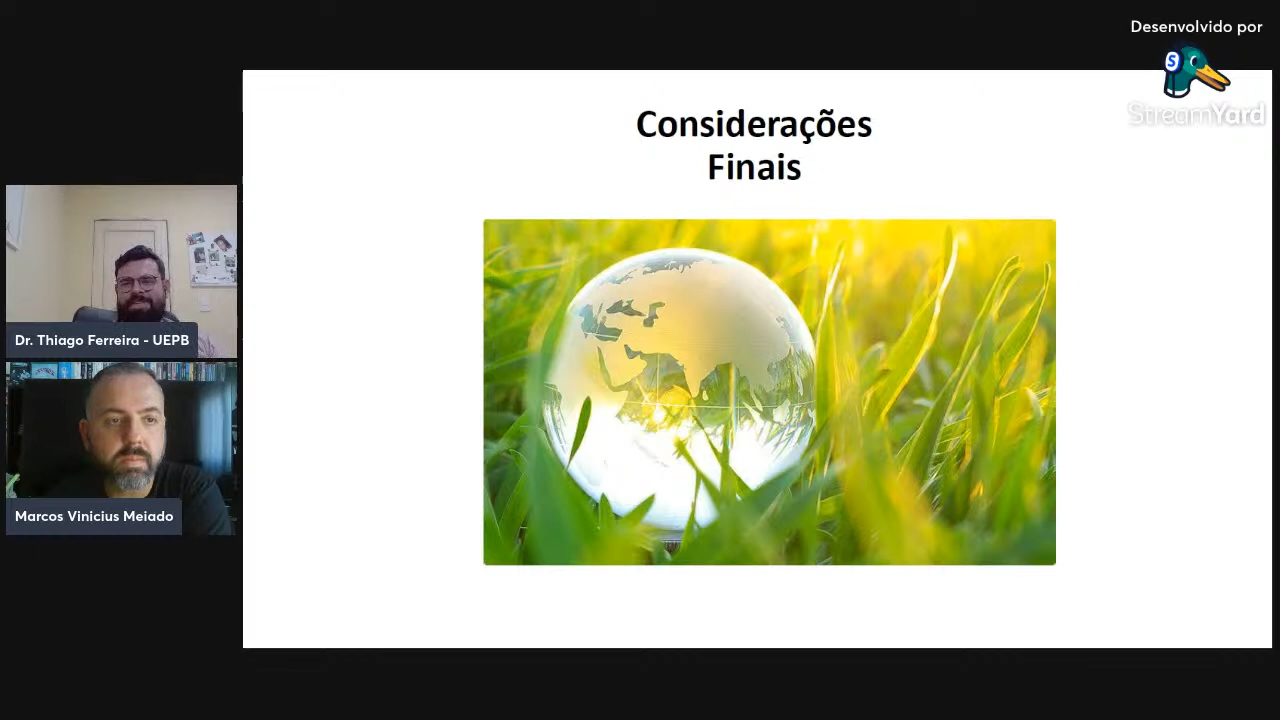 Desenvolvido por
S
StreamYard
Considerações
Finais
Dr. Thiago Ferreira - UEPB
Marcos Vinicius Meiado